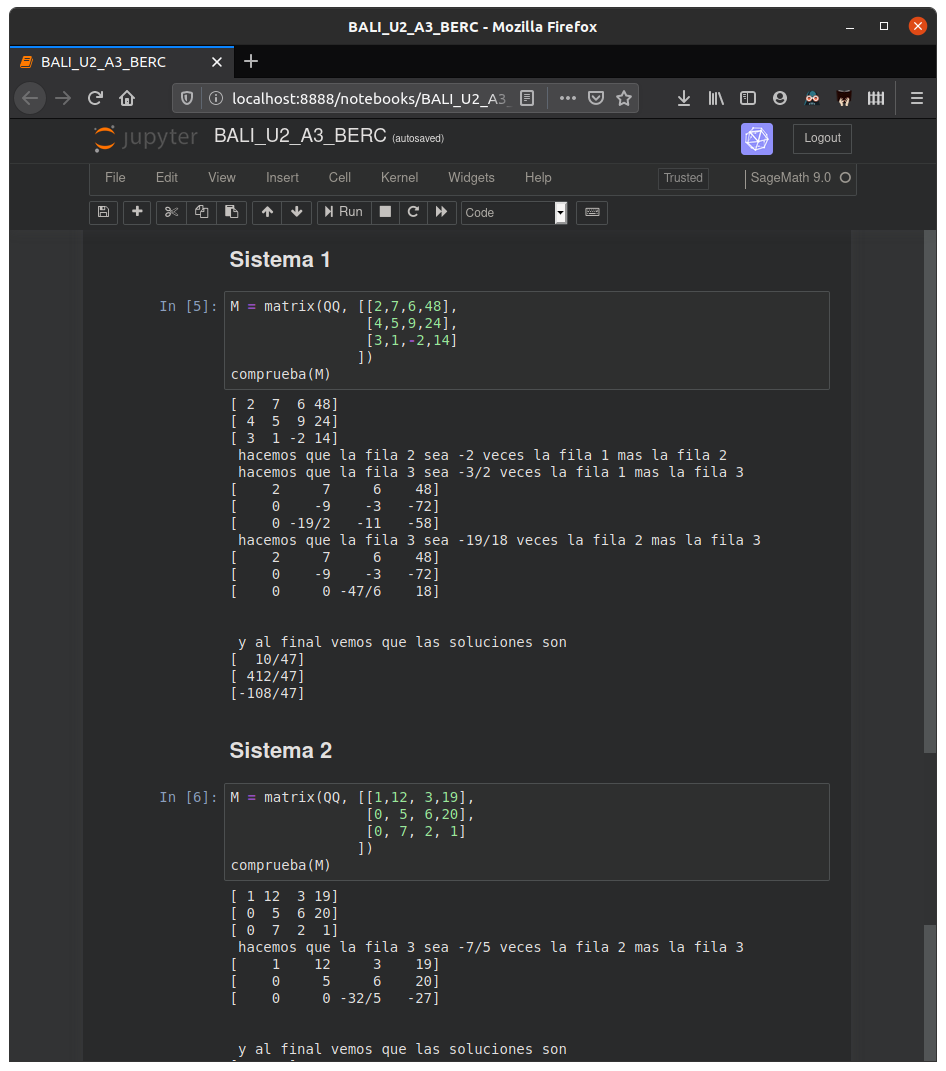 BALI_U2_A3_BERC - Mozilla Firefox
BALI_U2_A3_BERC
localhost:8888/notebooks/BALI_U2_A3_
jupyter BALI_U2_A3_BERC (autosaved)
Logout
File Edit View Insert Cell Kernel Widgets Help
Trusted
SageMath 9.0
Run
Code
Sistema 1
In [5]: M = matrix(QQ, [[2,7,6,48],
[4,5,9,24],
[3,1,-2,14]
])
comprueba(M)
[ 2  7  6 48]
[ 4  5  9 24]
[ 3  1 -2 14]
hacemos que la fila 2 sea -2 veces la fila 1 mas la fila 2
hacemos que la fila 3 sea -3/2 veces la fila 1 mas la fila 3
[     2     7     6    48]
[     0    -9    -3   -72]
[     0 -19/2   -11   -58]
hacemos que la fila 3 sea -19/18 veces la fila 2 mas la fila 3
[     2     7     6    48]
[     0    -9    -3   -72]
[     0     0 -47/6    18]
y al final vemos que las soluciones son
[  10/47]
[ 412/47]
[-108/47]
Sistema 2
In [6]: M = matrix(QQ, [[1,12, 3,19],
[0, 5, 6,20],
[0, 7, 2, 1]
])
comprueba(M)
[ 1 12  3 19]
[ 0  5  6 20]
[ 0  7  2  1]
hacemos que la fila 3 sea -7/5 veces la fila 2 mas la fila 3
[     1    12     3    19]
[     0     5     6    20]
[     0     0 -32/5   -27]
y al final vemos que las soluciones son